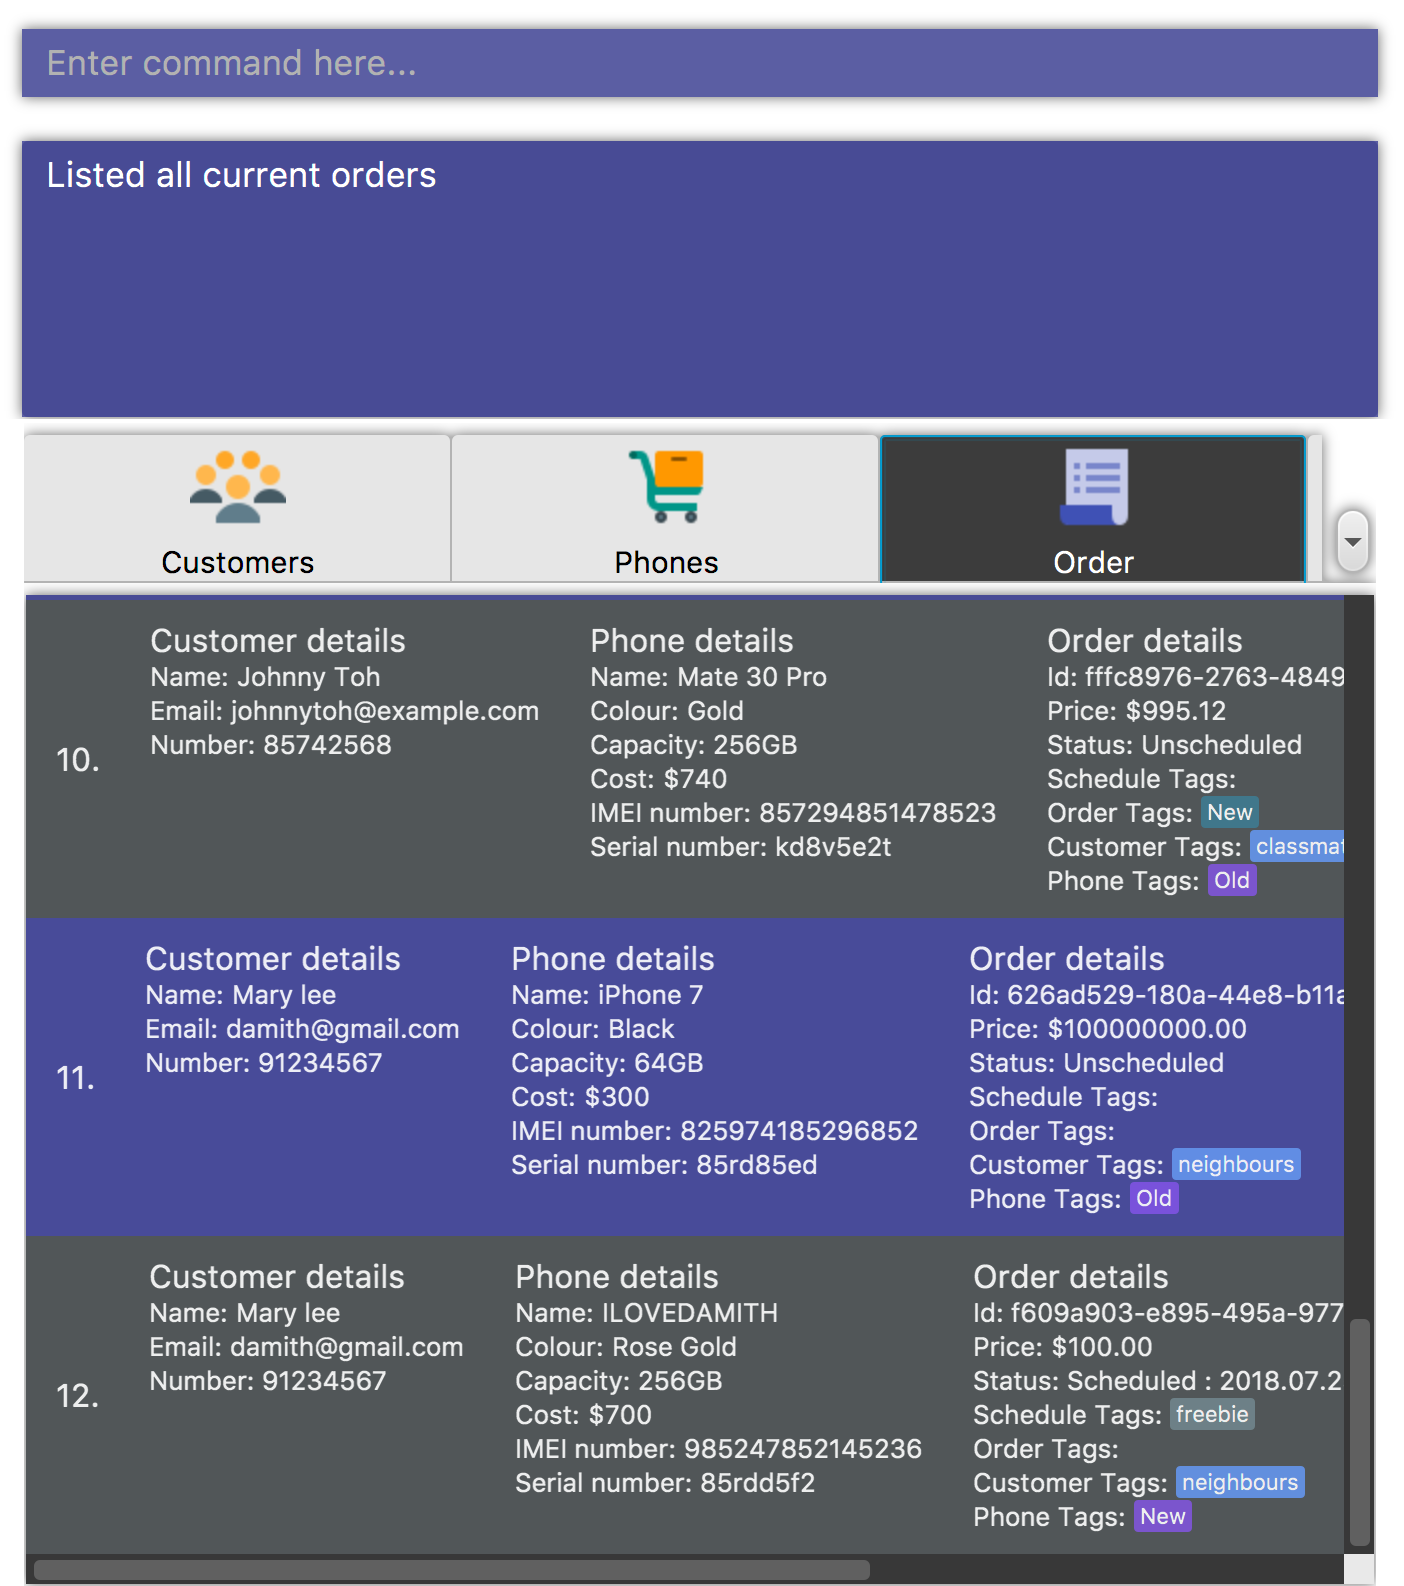 Enter command here...
Listed all current orders
Customers
Phones
Order
10.
Customer details
Name: Johnny Toh
Email: johnnytoh@example.com
Number: 85742568
Phone details
Name: Mate 30 Pro
Colour: Gold
Capacity: 256GB
Cost: $740
IMEI number: 857294851478523
Serial number: kd8v5e2t
Order details
Id: fffc8976-2763-4849
Price: $995.12
Status: Unscheduled
Schedule Tags:
Order Tags: New
Customer Tags: classmat
Phone Tags: Old
11.
Customer details
Name: Mary lee
Email: damith@gmail.com
Number: 91234567
Phone details
Name: iPhone 7
Colour: Black
Capacity: 64GB
Cost: $300
IMEI number: 825974185296852
Serial number: 85rd85ed
Order details
Id: 626ad529-180a-44e8-b11a
Price: $100000000.00
Status: Unscheduled
Schedule Tags:
Order Tags:
Customer Tags: neighbours
Phone Tags: Old
12.
Customer details
Name: Mary lee
Email: damith@gmail.com
Number: 91234567
Phone details
Name: ILOVEDAMITH
Colour: Rose Gold
Capacity: 256GB
Cost: $700
IMEI number: 985247852145236
Serial number: 85rdd5f2
Order details
Id: f609a903-e895-495a-977
Price: $100.00
Status: Scheduled : 2018.07.2
Schedule Tags: freebie
Order Tags:
Customer Tags: neighbours
Phone Tags: New